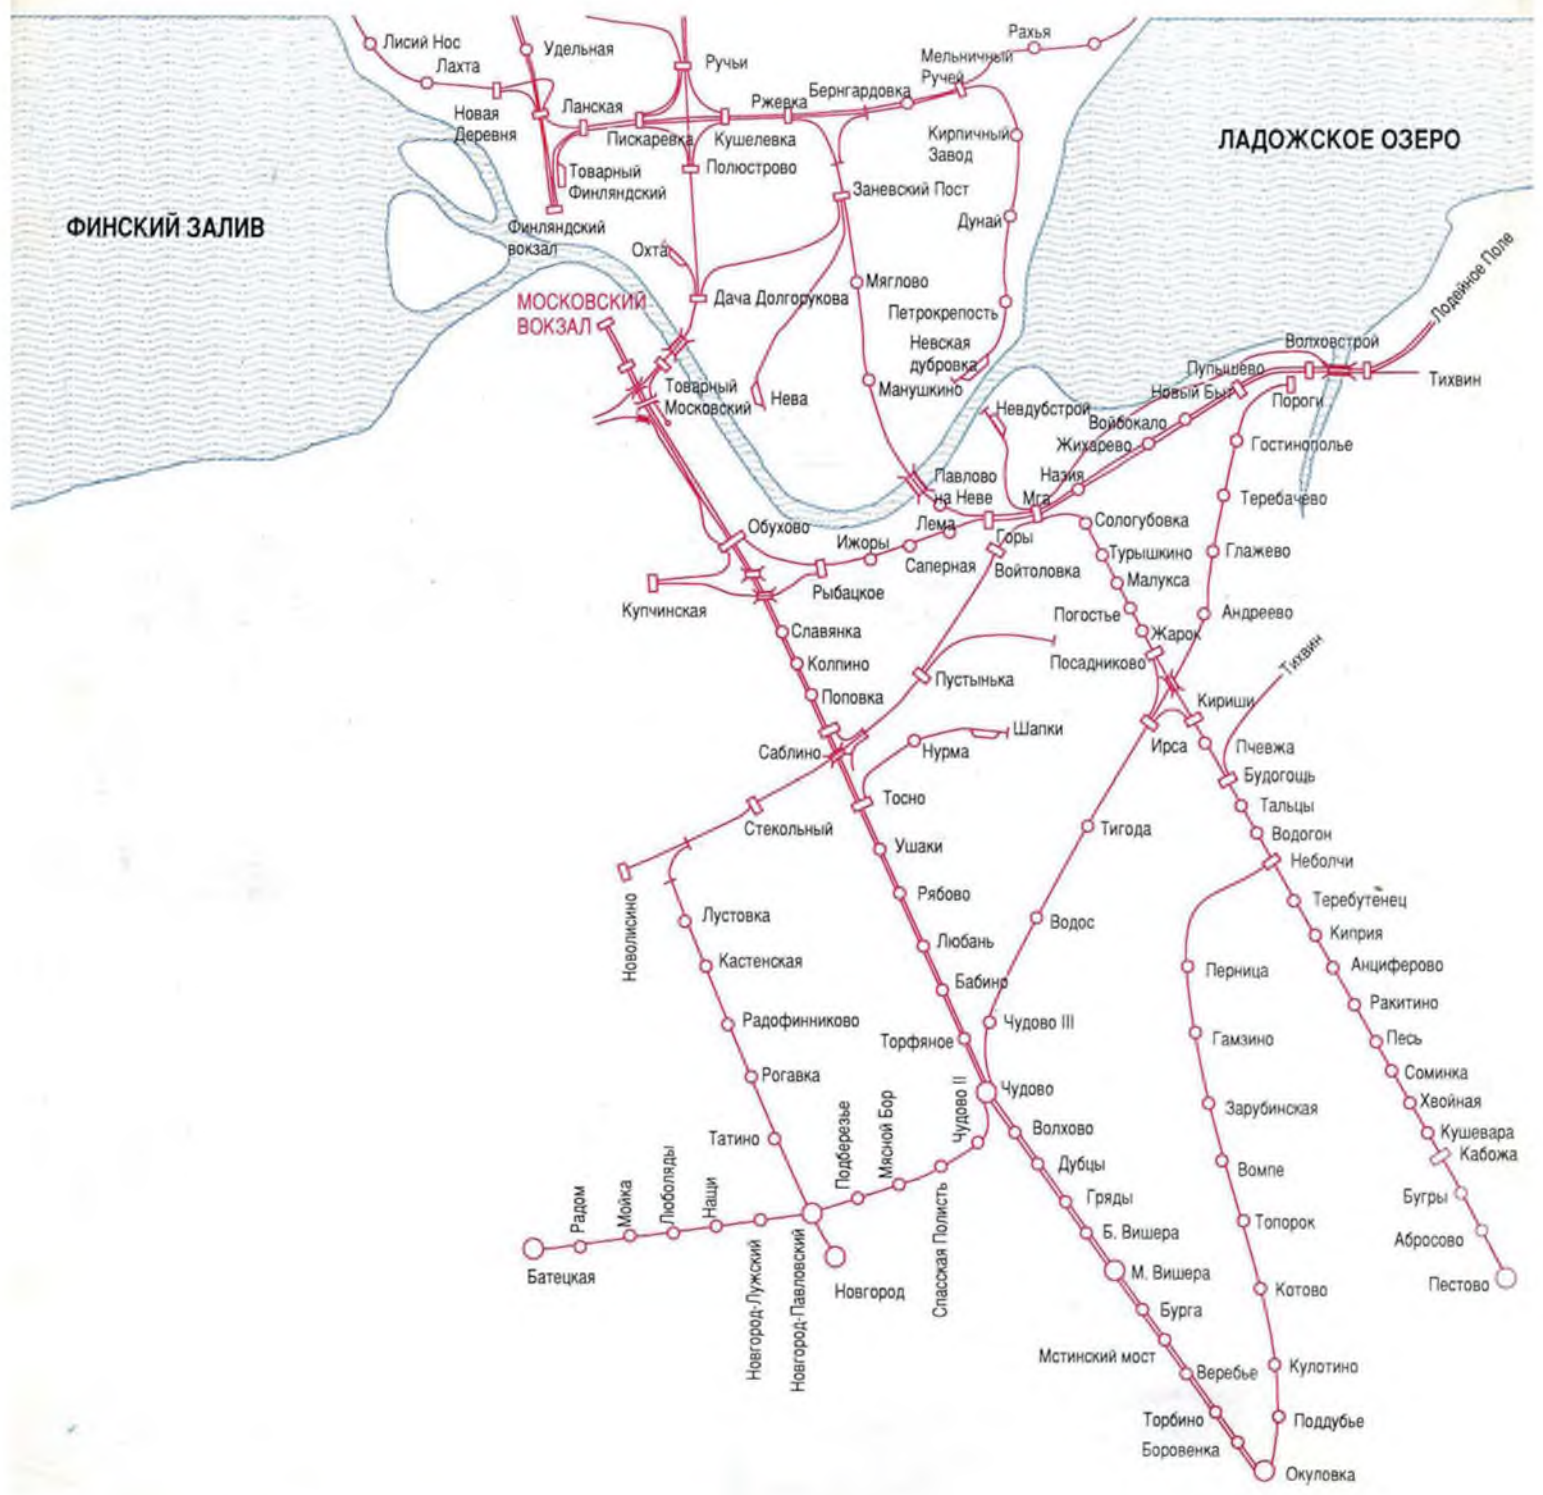 Лисий Нос
Лахта
Удельная
Новая
Деревня
Ланская
Товарный
Финляндский
Финляндский
вокзал
Ручьи
Пискаревка
Кушелевка
Полюстрово
Ржевка
Бернгардовка
Мельничный
Ручей
Рахья
Кирпичный
Завод
Дунай
Петрокрепость
Невская
дубровка
Заневский Пост
Мяглово
Манушкино
Охта
Дача Долгорукова
Нева
ФИНСКИЙ ЗАЛИВ
ЛАДОЖСКОЕ ОЗЕРО
МОСКОВСКИЙ
ВОКЗАЛ
Товарный
Московский
Лодейное Поле
Волховстрой
Тихвин
Пупышево
Новый Быт
Пороги
Войбокало
Жихарево
Назия
Невдубстрой
Гостинополье
Теребачево
Глажево
Андреево
Павлово
на Неве
Мга
Горы
Лема
Саперная
Ижоры
Рыбацкое
Обухово
Купчинская
Сологубовка
Турышкино
Малукса
Погостье
Жарок
Посадниково
Войтоловка
Пустынька
Славянка
Колпино
Поповка
Саблино
Стекольный
Новолисино
Нурма
Шапки
Тосно
Ушаки
Рябово
Любань
Бабино
Торфяное
Чудово
Чудово II
Чудово III
Водос
Тигода
Ирса
Кириши
Тихвин
Пчевжа
Будогощь
Тальцы
Водогон
Неболчи
Теребутенец
Киприя
Анциферово
Ракитино
Песь
Соминка
Хвойная
Кушевара
Кабожа
Бугры
Абросово
Пестово
Перница
Гамзино
Зарубинская
Вомпе
Топорок
Котово
Кулотино
Поддубье
Окуловка
Лустовка
Кастенская
Радофинниково
Рогавка
Татино
Батецкая
Радом
Мойка
Люболяды
Нащи
Новгород-Лужский
Новгород-Павловский
Новгород
Подберезье
Мясной Бор
Спасская Полисть
Волхово
Дубцы
Гряды
Б. Вишера
М. Вишера
Бурга
Мстинский мост
Веребье
Торбино
Боровенка